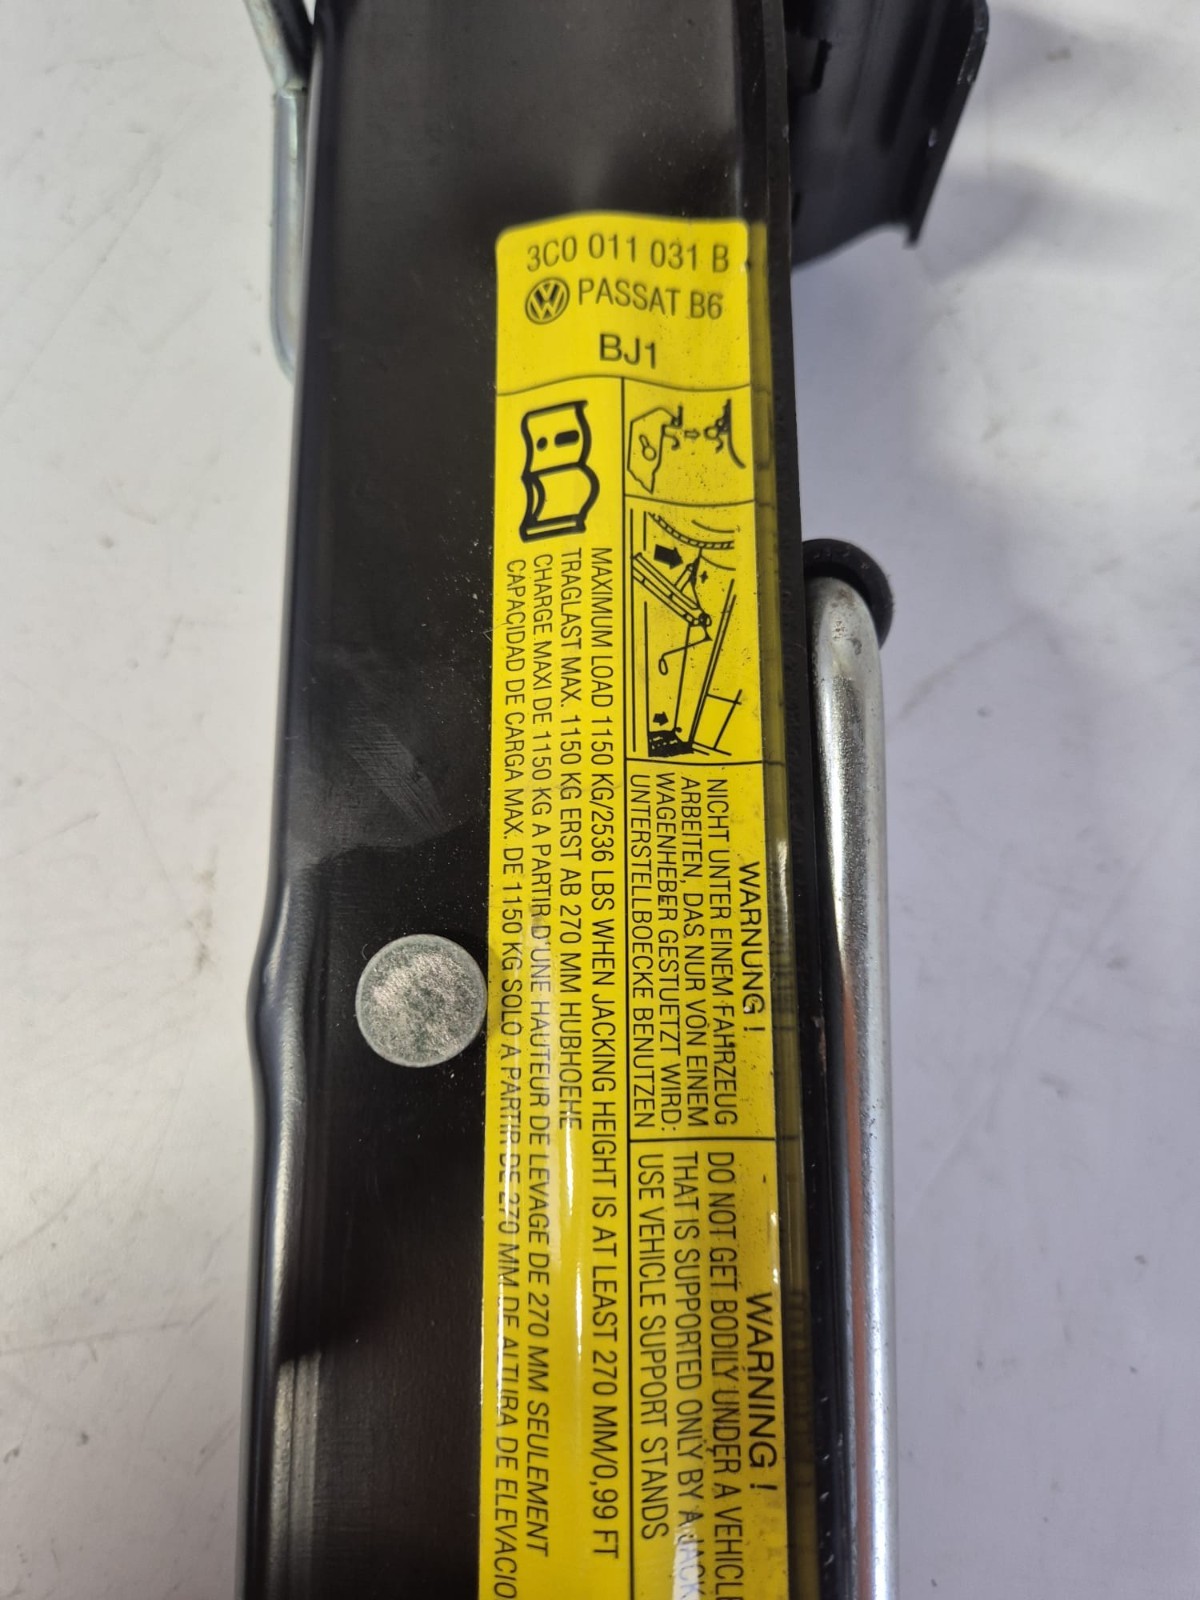 3C0 011 031 B
PASSAT B6
BJ1
MAXIMUM LOAD 1150 KG/2536 LBS WHEN JACKING HEIGHT IS AT LEAST 270 MM/0,99 FT
TRAGLAST MAX. 1150 KG ERST AB 270 MM HUBHOEHE
CHARGE MAXI DE 1150 KG A PARTIR D'UNE HAUTEUR DE LEVAGE DE 270 MM SEULEMENT
CAPACIDAD DE CARGA MAX. DE 1150 KG SOLO A PARTIR DE 270 MM DE ALTURA DE ELEVACIO
WARNUNG !
NICHT UNTER EINEM FAHRZEUG
ARBEITEN, DAS NUR VON EINEM
WAGENHEBER GESTUETZT WIRD:
UNTERSTELLBOECKE BENUTZEN
WARNING !
DO NOT GET BODILY UNDER A VEHICLE
THAT IS SUPPORTED ONLY BY A JACK
USE VEHICLE SUPPORT STANDS